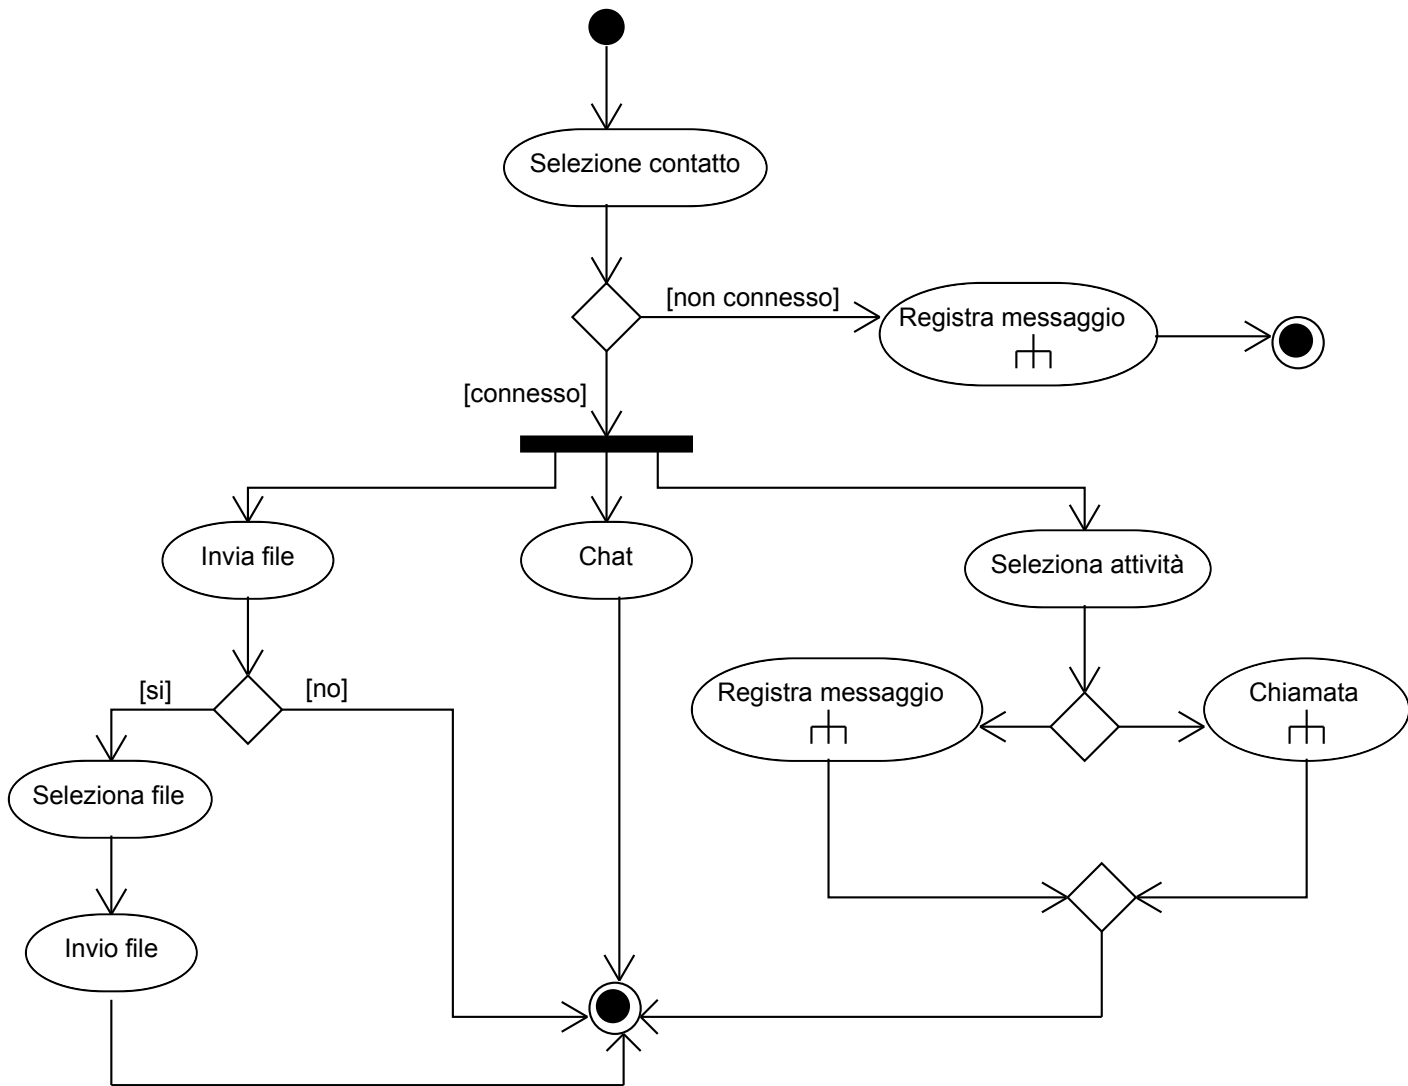 Selezione contatto
[non connesso]
Registra messaggio
[connesso]
Invia file
Chat
Seleziona attività
[si]
[no]
Registra messaggio
Chiamata
Seleziona file
Invio file